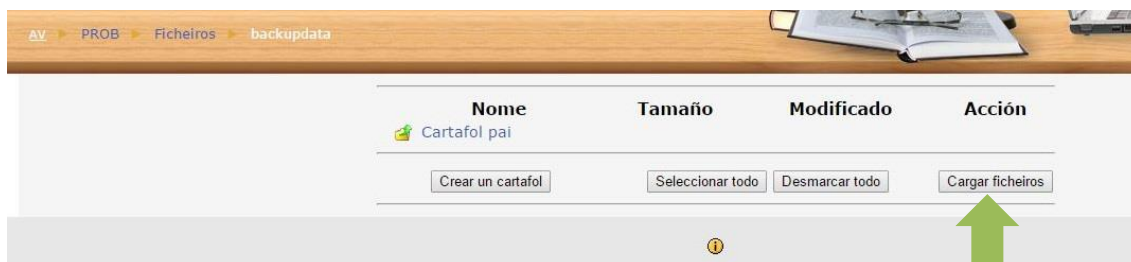 AV PROB Ficheiros backupdata
Nome Tamaño Modificado Acción
Cartafol pai
Crear un cartafol Seleccionar todo Desmarcar todo Cargar ficheiros